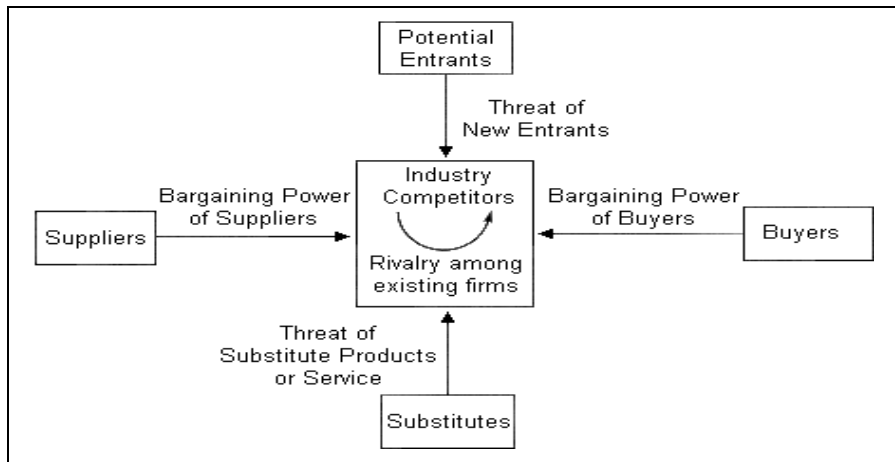 Potential
Entrants
Threat of
New Entrants
Industry
Competitors
Bargaining Power
of Suppliers
Bargaining Power
of Buyers
Suppliers
Buyers
Rivalry among
existing firms
Threat of
Substitute Products
or Service
Substitutes